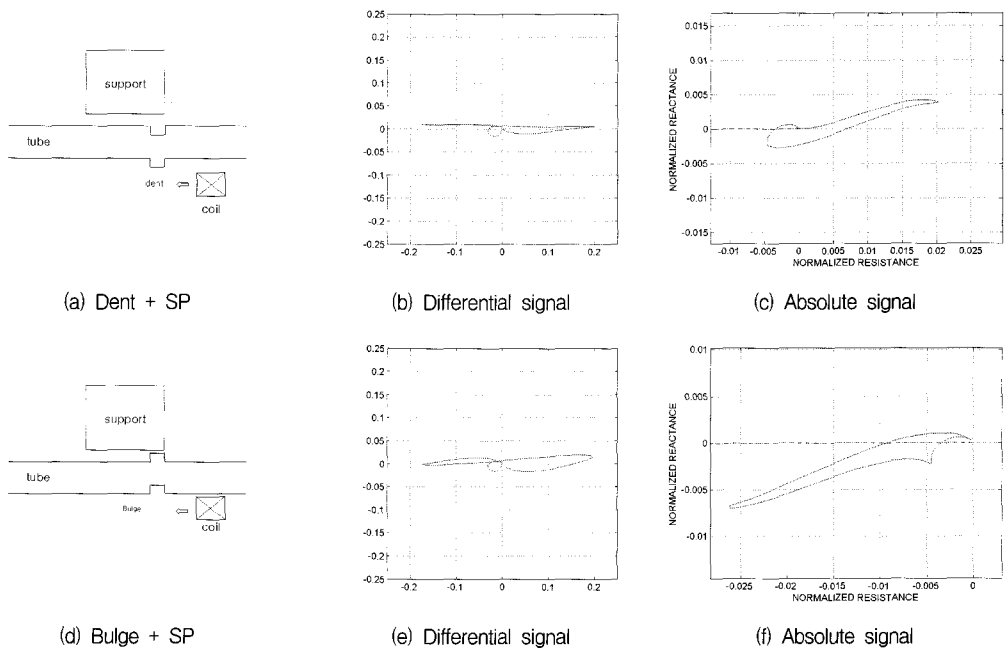 support
tube
dent
coil
(a) Dent + SP
0.25
0.2
0.15
0.1
0.05
0
-0.05
-0.1
-0.15
-0.2
-0.25
-0.2 -0.1 0 0.1 0.2
(b) Differential signal
NORMALIZED REACTANCE
0.015
0.01
0.005
0
-0.005
-0.01
-0.015
-0.01 -0.005 0 0.005 0.01 0.015 0.02 0.025
NORMALIZED RESISTANCE
(c) Absolute signal
support
tube
Bulge
coil
(d) Bulge + SP
0.25
0.2
0.15
0.1
0.05
0
-0.05
-0.1
-0.15
-0.2
-0.25
-0.2 -0.1 0 0.1 0.2
(e) Differential signal
NORMALIZED REACTANCE
0.01
0.005
0
-0.005
-0.01
-0.025 -0.02 -0.015 -0.01 -0.005 0
NORMALIZED RESISTANCE
(f) Absolute signal